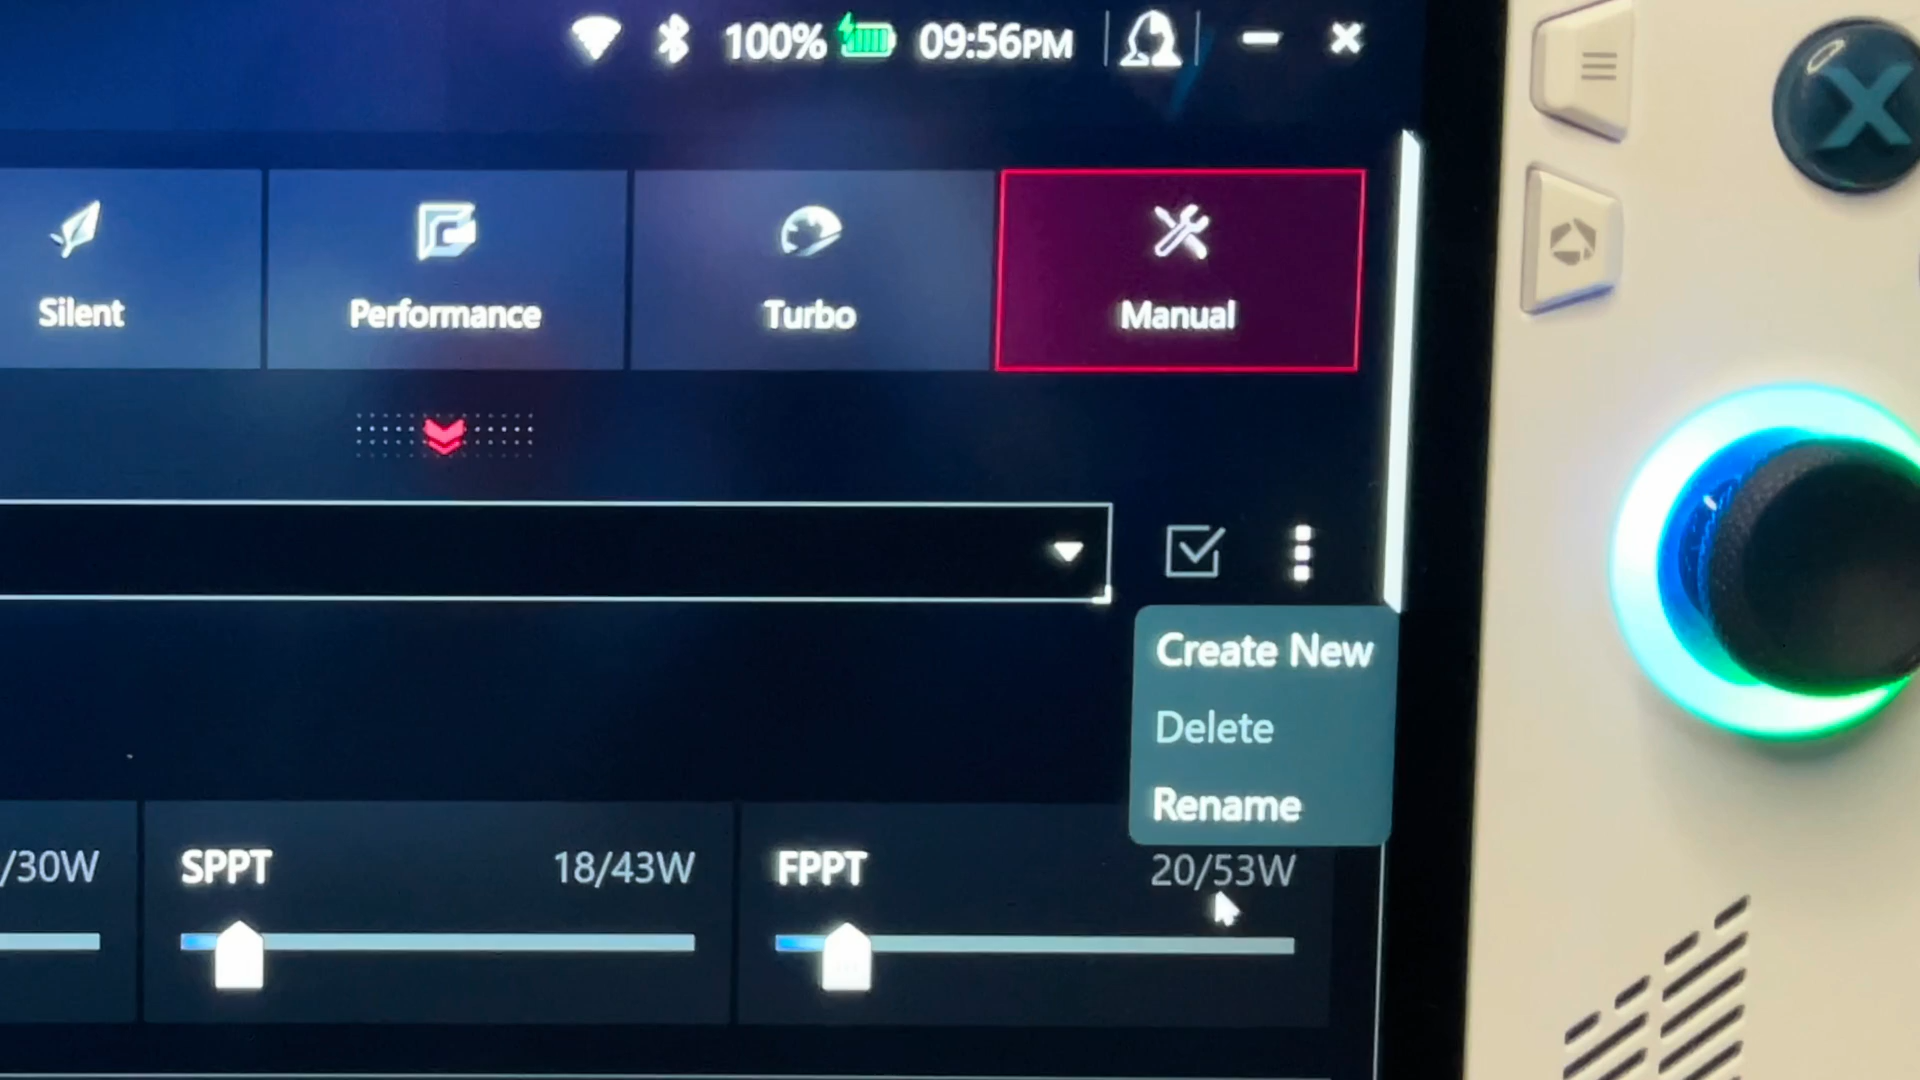 100% 09:56PM
Silent
Performance
Turbo
Manual
Create New
Delete
Rename
/30W
SPPT 18/43W
FPPT 20/53W
X